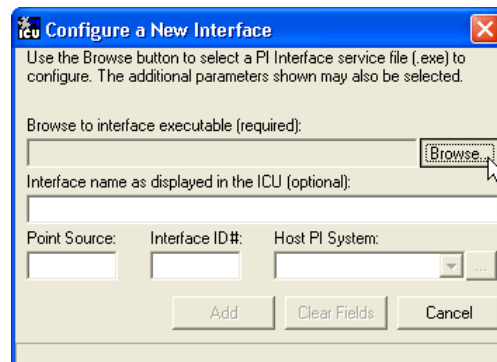 icu Configure a New Interface
Use the Browse button to select a PI Interface service file (.exe) to
configure. The additional parameters shown may also be selected.
Browse to interface executable (required):
Browse...
Interface name as displayed in the ICU (optional):
Point Source: Interface ID#: Host PI System:
...
Add Clear Fields Cancel